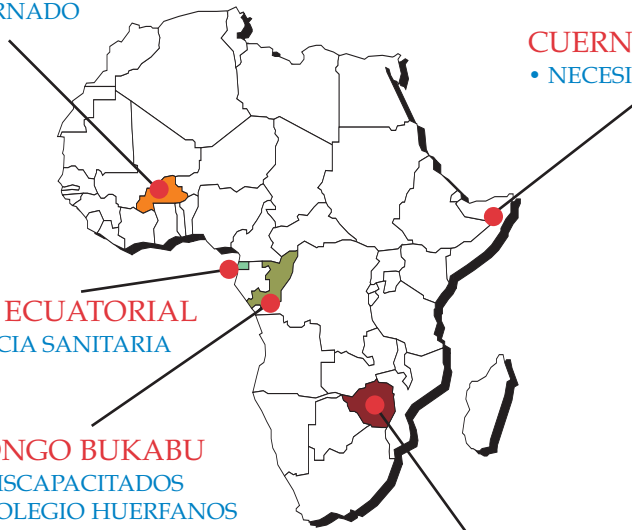 RNADO
CUERN
• NECESI
ECUATORIAL
CIA SANITARIA
ONGO BUKABU
ISCAPACITADOS
OLEGIO HUERFANOS